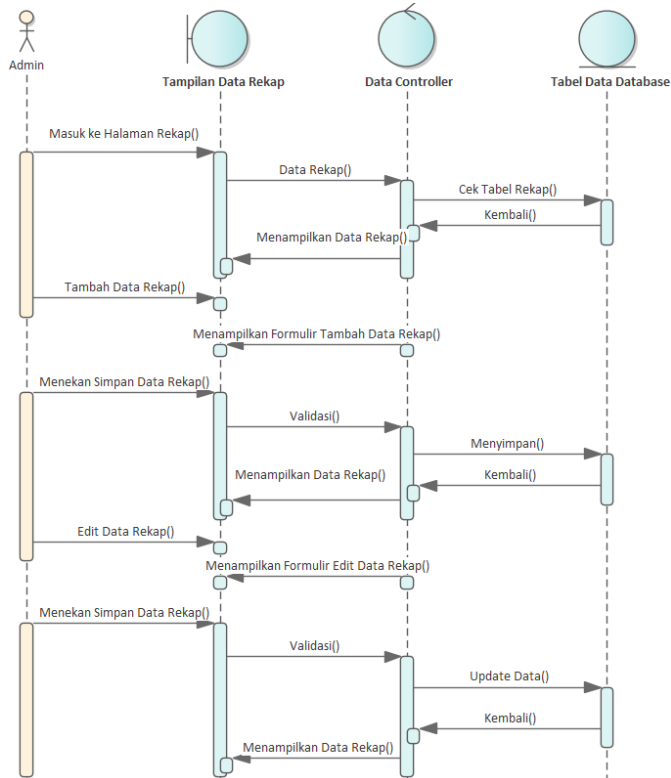 Admin
Tampilan Data Rekap
Data Controller
Tabel Data Database
Masuk ke Halaman Rekap()
Data Rekap()
Cek Tabel Rekap()
Kembali()
Menampilkan Data Rekap()
Tambah Data Rekap()
Menampilkan Formulir Tambah Data Rekap()
Menekan Simpan Data Rekap()
Validasi()
Menyimpan()
Kembali()
Menampilkan Data Rekap()
Edit Data Rekap()
Menampilkan Formulir Edit Data Rekap()
Menekan Simpan Data Rekap()
Validasi()
Update Data()
Kembali()
Menampilkan Data Rekap()